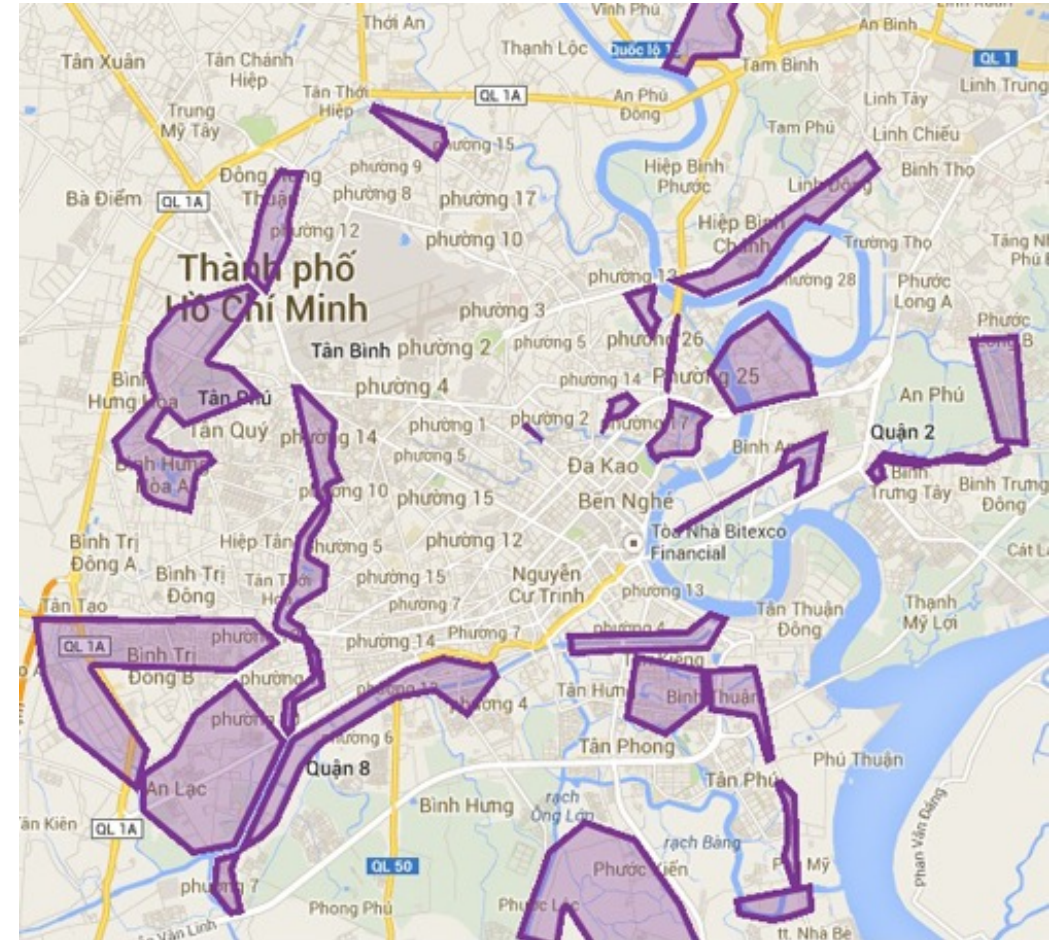 Thới An
Vĩnh Phú
An Bình
Tân Xuân
Tân Chánh
Hiệp
Thạnh Lộc
Quốc lộ 13
Tam Bình
QL 1
Linh Trung
Tân Thới
Hiệp
QL 1A
An Phú
Đông
Linh Tây
Trung
Mỹ Tây
Tam Phú
Linh Chiểu
phường 15
phường 9
Hiệp Bình
Phước
Bình Thọ
Đông Hưng
Thuận
phường 8
Linh Đông
Bà Điểm
QL 1A
phường 17
phường 12
phường 10
Hiệp Bình
Chánh
Trường Thọ
Thành phố
Hồ Chí Minh
phường 13
phường 28
Phước
Long A
phường 3
Phước
Long B
Tân Bình
phường 2
phường 5
phường 26
phường 4
phường 14
Phường 25
Bình
Hưng Hòa
Tân Phú
An Phú
Tân Quý
phường 14
phường 1
phường 2
phường 17
Bình An
Quận 2
Bình Hưng
Hòa A
phường 5
Đa Kao
Bình
Trưng Tây
Bình Trưng
Đông
phường 10
phường 15
Bến Nghé
Tòa Nhà Bitexco
Financial
Bình Trị
Đông A
Hiệp Tân
phường 5
phường 12
Bình Trị
Đông
Tân Thới
Hòa
phường 15
Nguyễn
Cư Trinh
phường 13
Tân Tạo
phường 7
Tân Thuận
Đông
Thạnh
Mỹ Lợi
QL 1A
phường 14
Phường 7
phường 4
Bình Trị
Đông B
Tân Kiểng
Tân Hưng
Bình Thuận
phường 4
phường 6
Tân Phong
Quận 8
Phú Thuận
Tân Phú
An Lạc
Bình Hưng
rạch
Ông Lớn
QL 1A
rạch Bàng
Phan Văn Đáng
QL 50
Phước Kiển
Phú Mỹ
phường 7
Phong Phú
Phước Lộc
tt. Nhà Bè